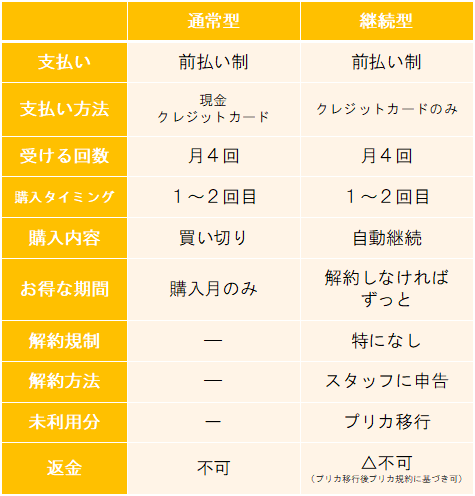 通常型 継続型
支払い 前払い制 前払い制
支払い方法 現金
クレジットカード クレジットカードのみ
受ける回数 月４回 月４回
購入タイミング １～２回目 １～２回目
購入内容 買い切り 自動継続
お得な期間 購入月のみ 解約しなければ
ずっと
解約規制 ― 特になし
解約方法 ― スタッフに申告
未利用分 ― プリカ移行
返金 不可 △不可
（プリカ移行後プリカ規約に基づき可）